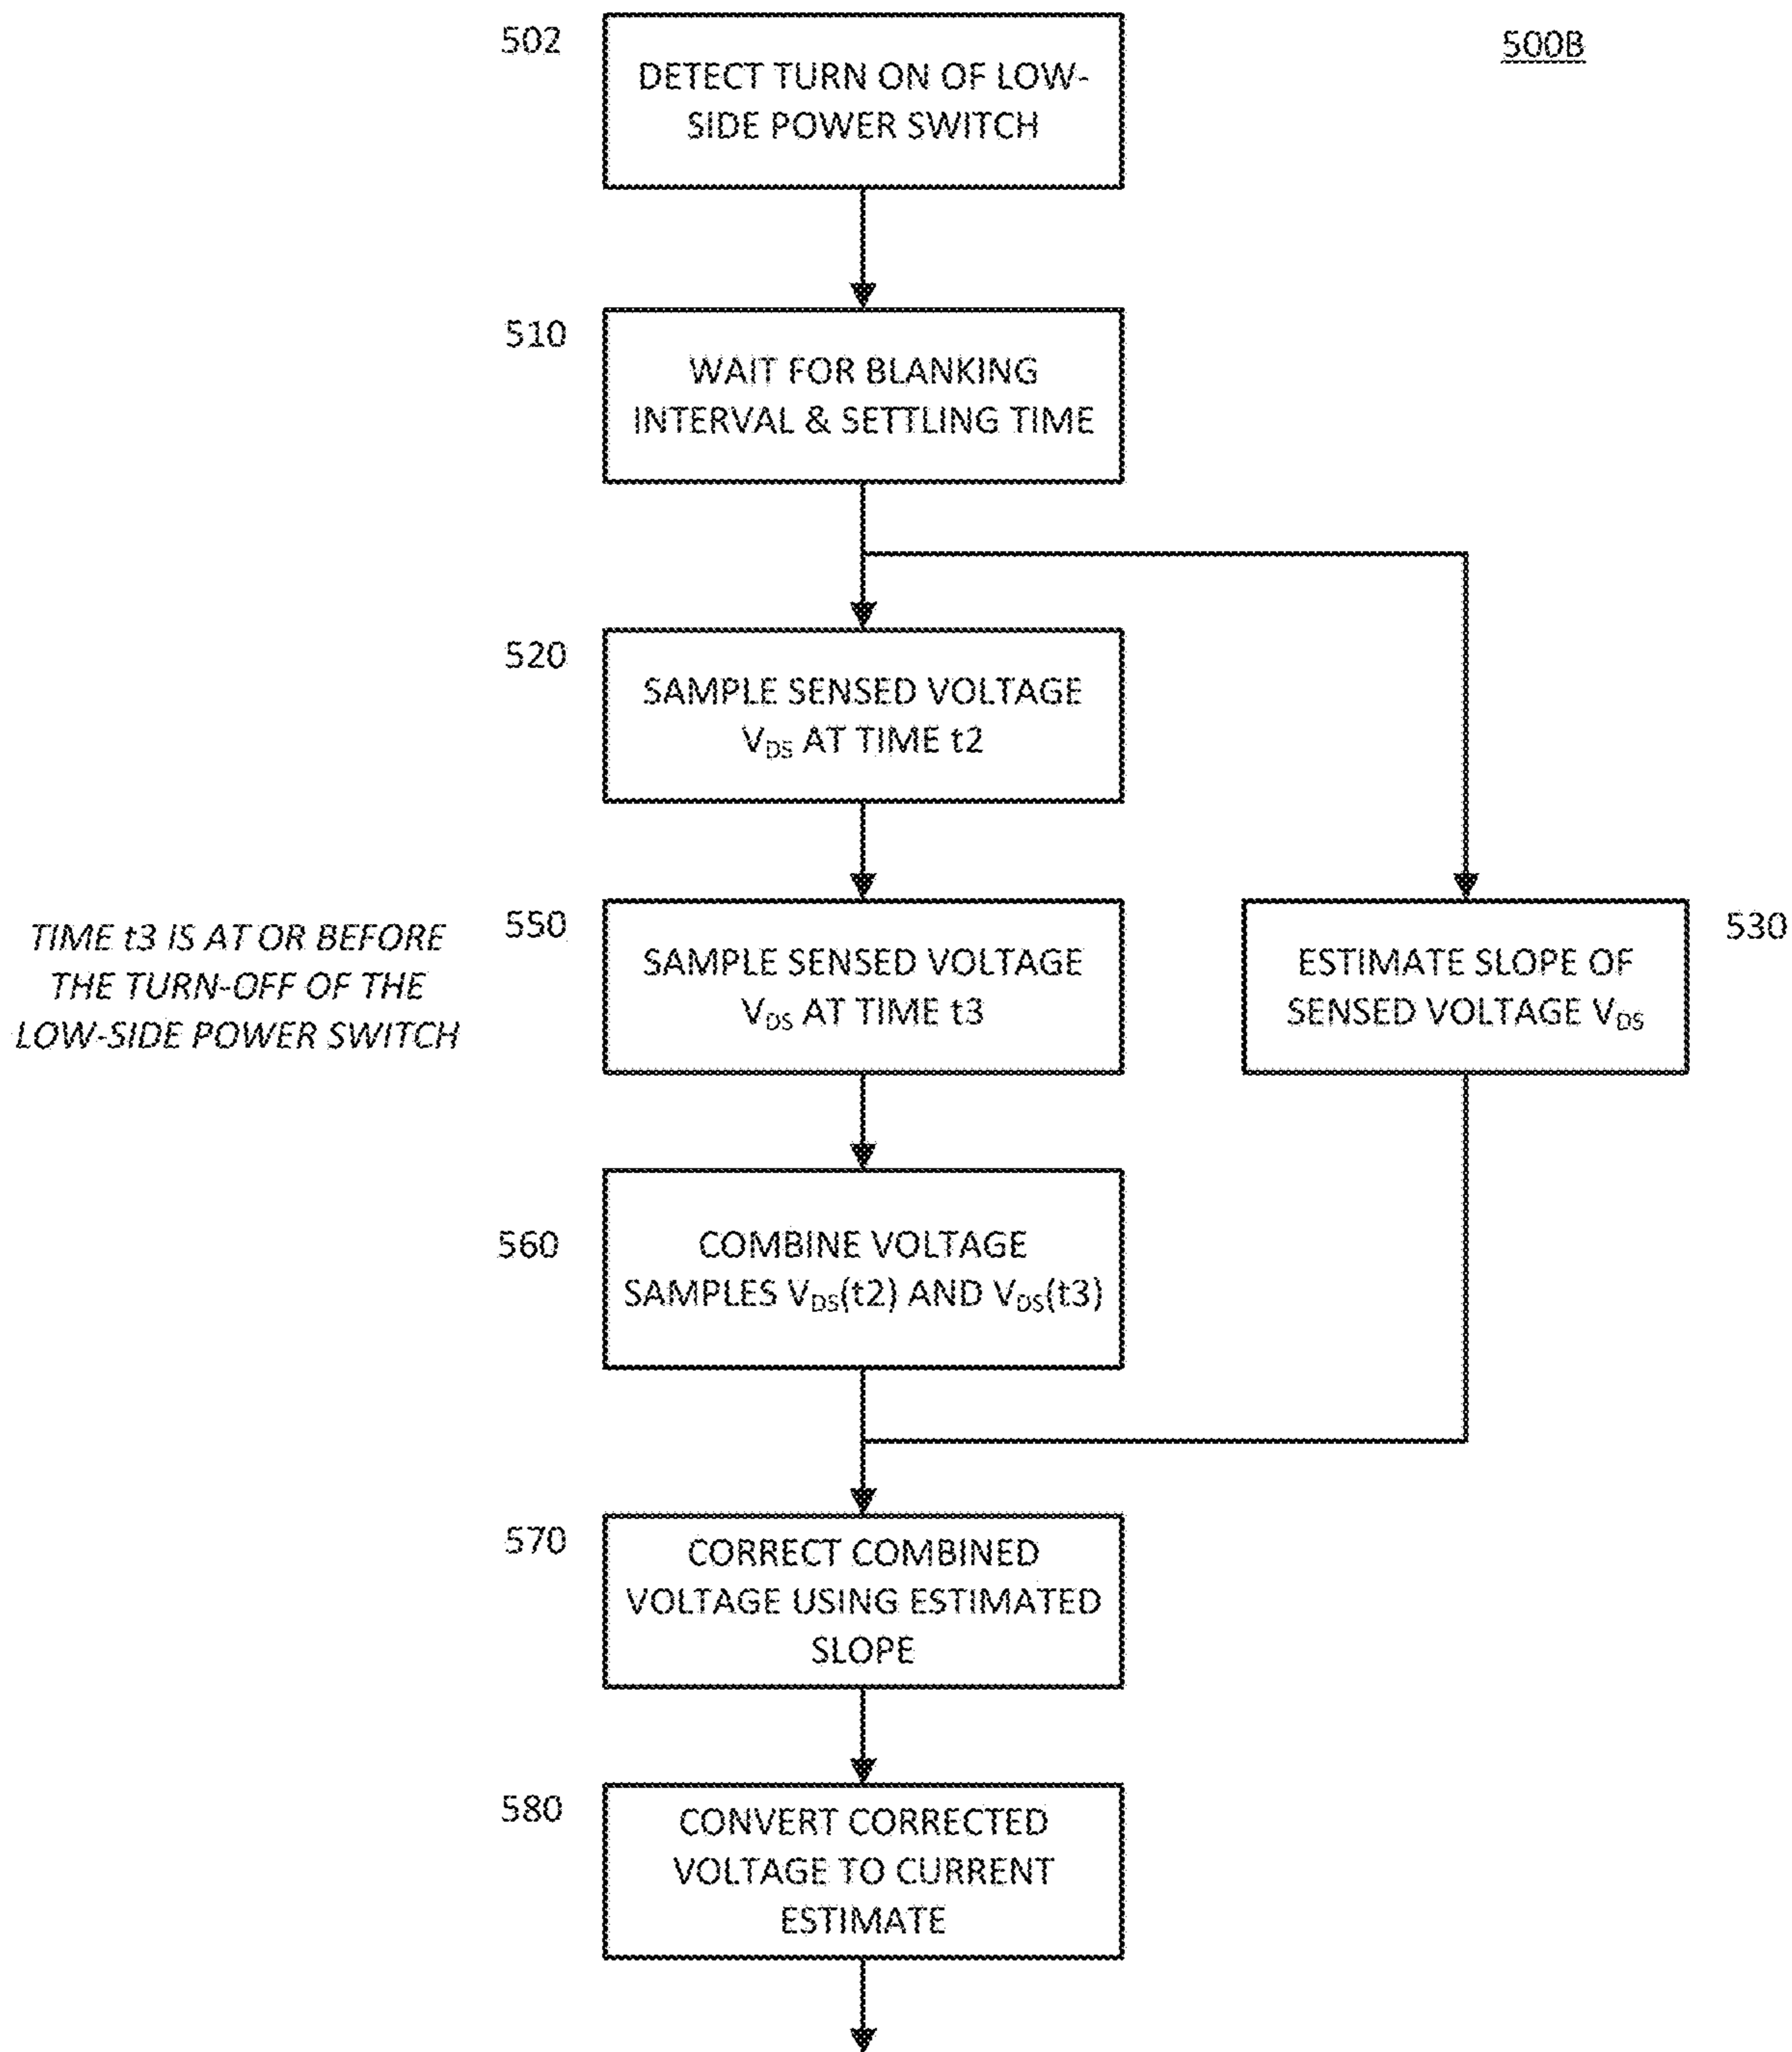 502
500B
DETECT TURN ON OF LOW-
SIDE POWER SWITCH
510
WAIT FOR BLANKING
INTERVAL & SETTLING TIME
520
SAMPLE SENSED VOLTAGE
VDS AT TIME t2
TIME t3 IS AT OR BEFORE
THE TURN-OFF OF THE
LOW-SIDE POWER SWITCH
550
SAMPLE SENSED VOLTAGE
VDS AT TIME t3
530
ESTIMATE SLOPE OF
SENSED VOLTAGE VDS
560
COMBINE VOLTAGE
SAMPLES VDS(t2) AND VDS(t3)
570
CORRECT COMBINED
VOLTAGE USING ESTIMATED
SLOPE
580
CONVERT CORRECTED
VOLTAGE TO CURRENT
ESTIMATE